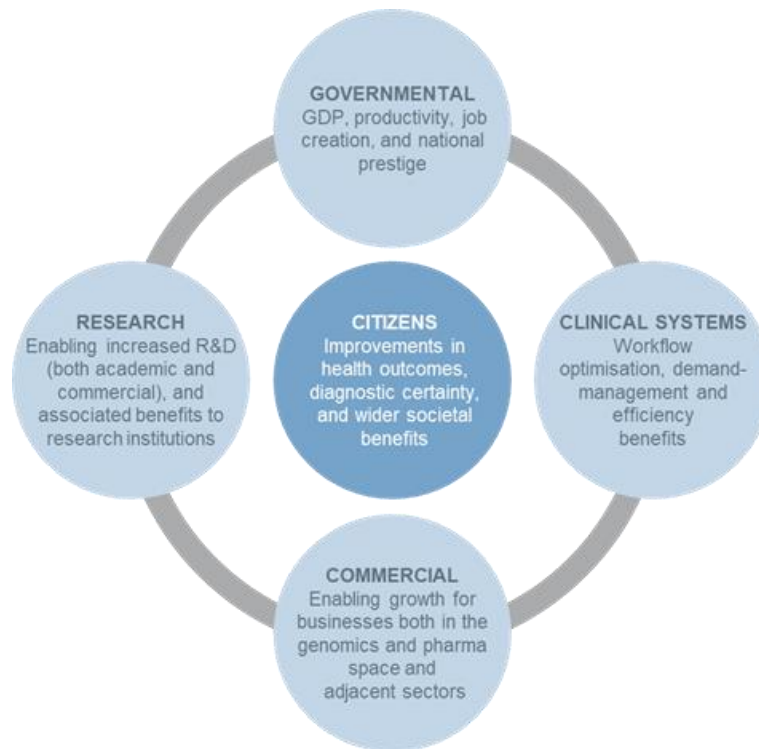 GOVERNMENTAL
GDP, productivity, job
creation, and national
prestige
RESEARCH
Enabling increased R&D
(both academic and
commercial), and
associated benefits to
research institutions
CITIZENS
Improvements in
health outcomes,
diagnostic certainty,
and wider societal
benefits
CLINICAL SYSTEMS
Workflow
optimisation, demand-
management and
efficiency
benefits
COMMERCIAL
Enabling growth for
businesses both in the
genomics and pharma
space and
adjacent sectors